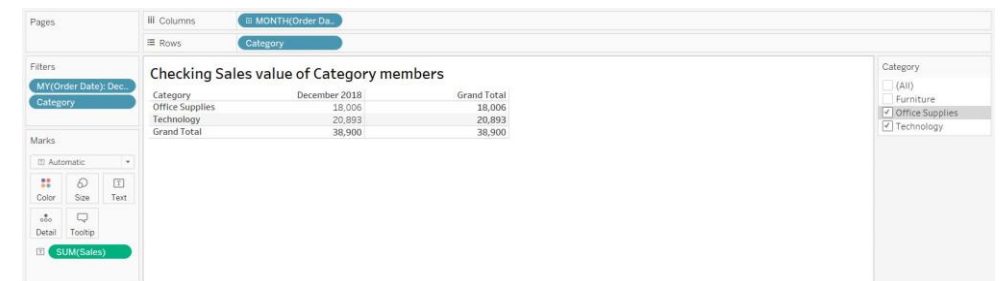 Pages
Columns
MONTH(Order Da..
Rows
Category
Filters
MY(Order Date): Dec..
Category
Marks
Automatic
Color Size Text
Detail Tooltip
SUM(Sales)
Checking Sales value of Category members
Category December 2018 Grand Total
Office Supplies 18,006 18,006
Technology 20,893 20,893
Grand Total 38,900 38,900
Category
(All)
Furniture
Office Supplies
Technology